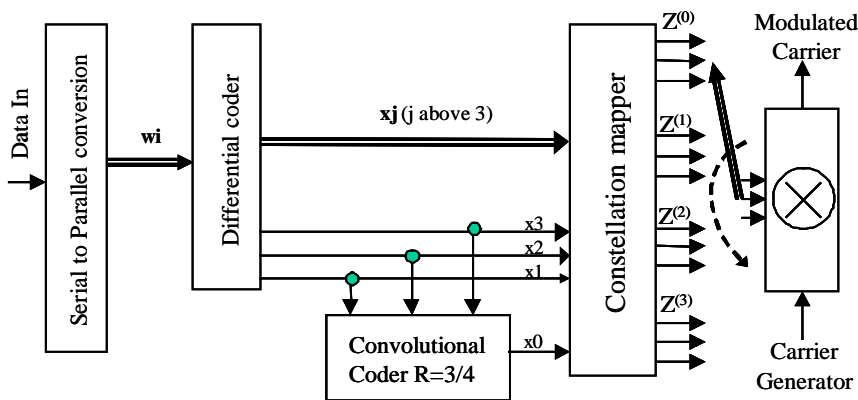 Data In
Serial to Parallel conversion
wi
Differential coder
xj (j above 3)
x3
x2
x1
Convolutional
Coder R=3/4
x0
Constellation mapper
Z(0)
Z(1)
Z(2)
Z(3)
Modulated
Carrier
Carrier
Generator